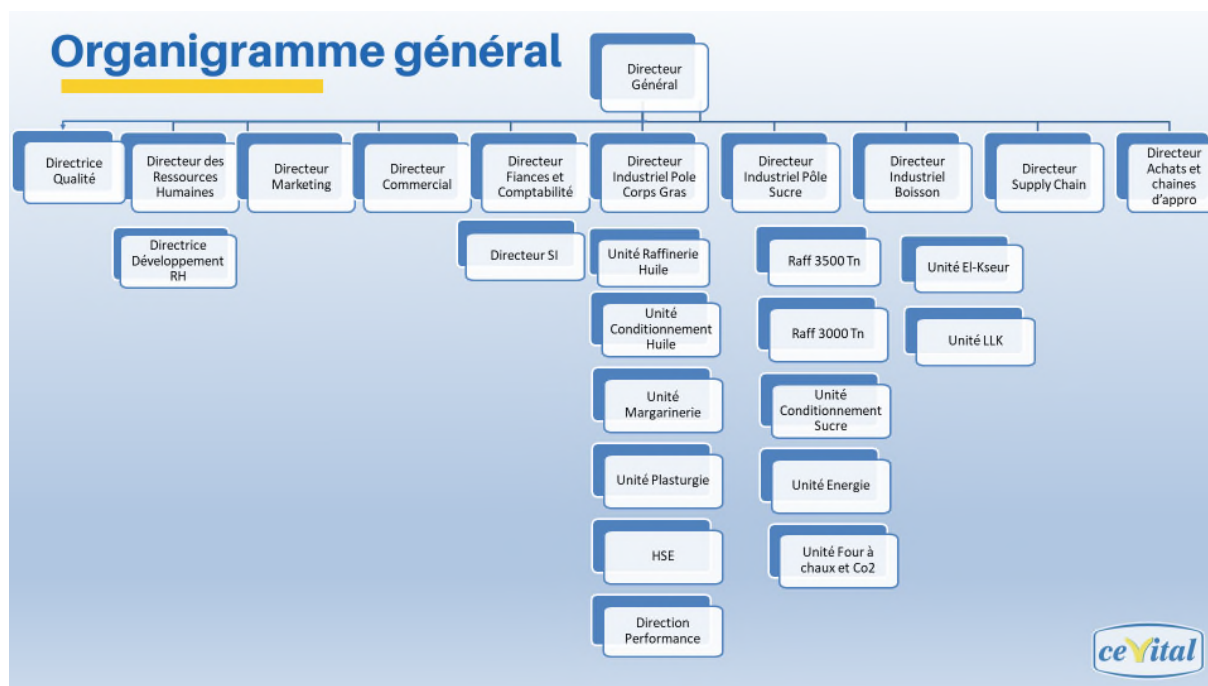 Organigramme général
Directeur
Général
Directrice
Qualité
Directeur des
Ressources
Humaines
Directeur
Marketing
Directeur
Commercial
Directeur
Fiances et
Comptabilité
Directeur
Industriel Pole
Corps Gras
Directeur
Industriel Pôle
Sucre
Directeur
Industriel
Boisson
Directeur
Supply Chain
Directeur
Achats et
chaines
d'appro
Directrice
Développement
RH
Directeur SI
Unité Raffinerie
Huile
Unité
Conditionnement
Huile
Unité
Margarinerie
Unité Plasturgie
HSE
Direction
Performance
Raff 3500 Tn
Raff 3000 Tn
Unité
Conditionnement
Sucre
Unité Energie
Unité Four à
chaux et Co2
Unité El-Kseur
Unité LLK
ceVital